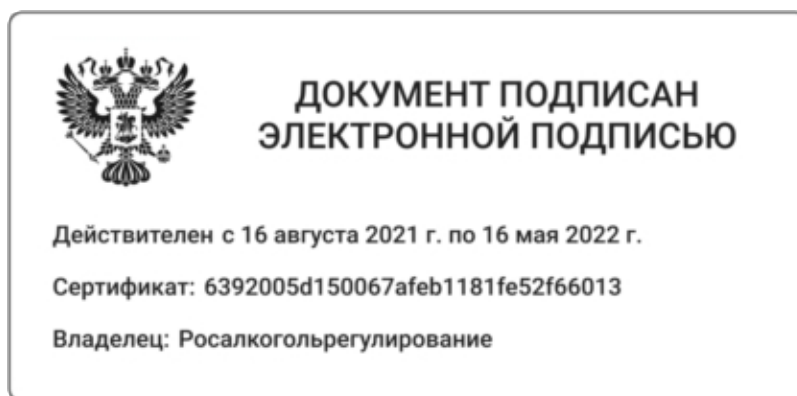 ДОКУМЕНТ ПОДПИСАН
ЭЛЕКТРОННОЙ ПОДПИСЬЮ
Действителен с 16 августа 2021 г. по 16 мая 2022 г.
Сертификат: 6392005d150067afeb1181fe52f66013
Владелец: Росалкогольрегулирование